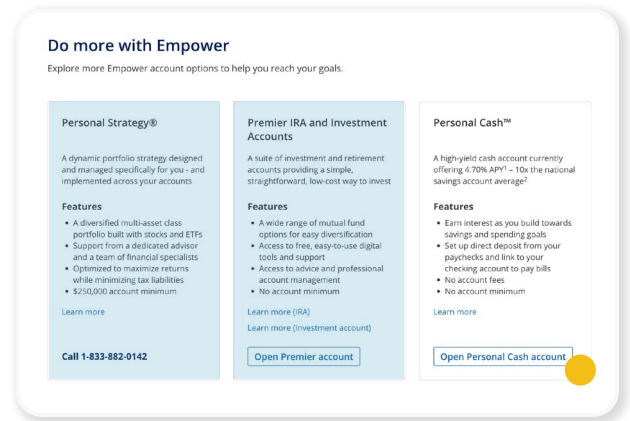 Do more with Empower
Explore more Empower account options to help you reach your goals.
Personal Strategy®
A dynamic portfolio strategy designed
and managed specifically for you - and
implemented across your accounts
Features
• A diversified multi-asset class
portfolio built with stocks and ETFs
• Support from a dedicated advisor
and a team of financial specialists
• Optimized to maximize returns
while minimizing tax liabilities
• $250,000 account minimum
Learn more
Call 1-833-882-0142
Premier IRA and Investment
Accounts
A suite of investment and retirement
accounts providing a simple,
straightforward, low-cost way to invest
Features
• A wide range of mutual fund
options for easy diversification
• Access to free, easy-to-use digital
tools and support
• Access to advice and professional
account management
• No account minimum
Learn more (IRA)
Learn more (Investment account)
Open Premier account
Personal Cash™
A high-yield cash account currently
offering 4.70% APY¹ – 10x the national
savings account average²
Features
• Earn interest as you build towards
savings and spending goals
• Set up direct deposit from your
paychecks and link to your
checking account to pay bills
• No account fees
• No account minimum
Learn more
Open Personal Cash account